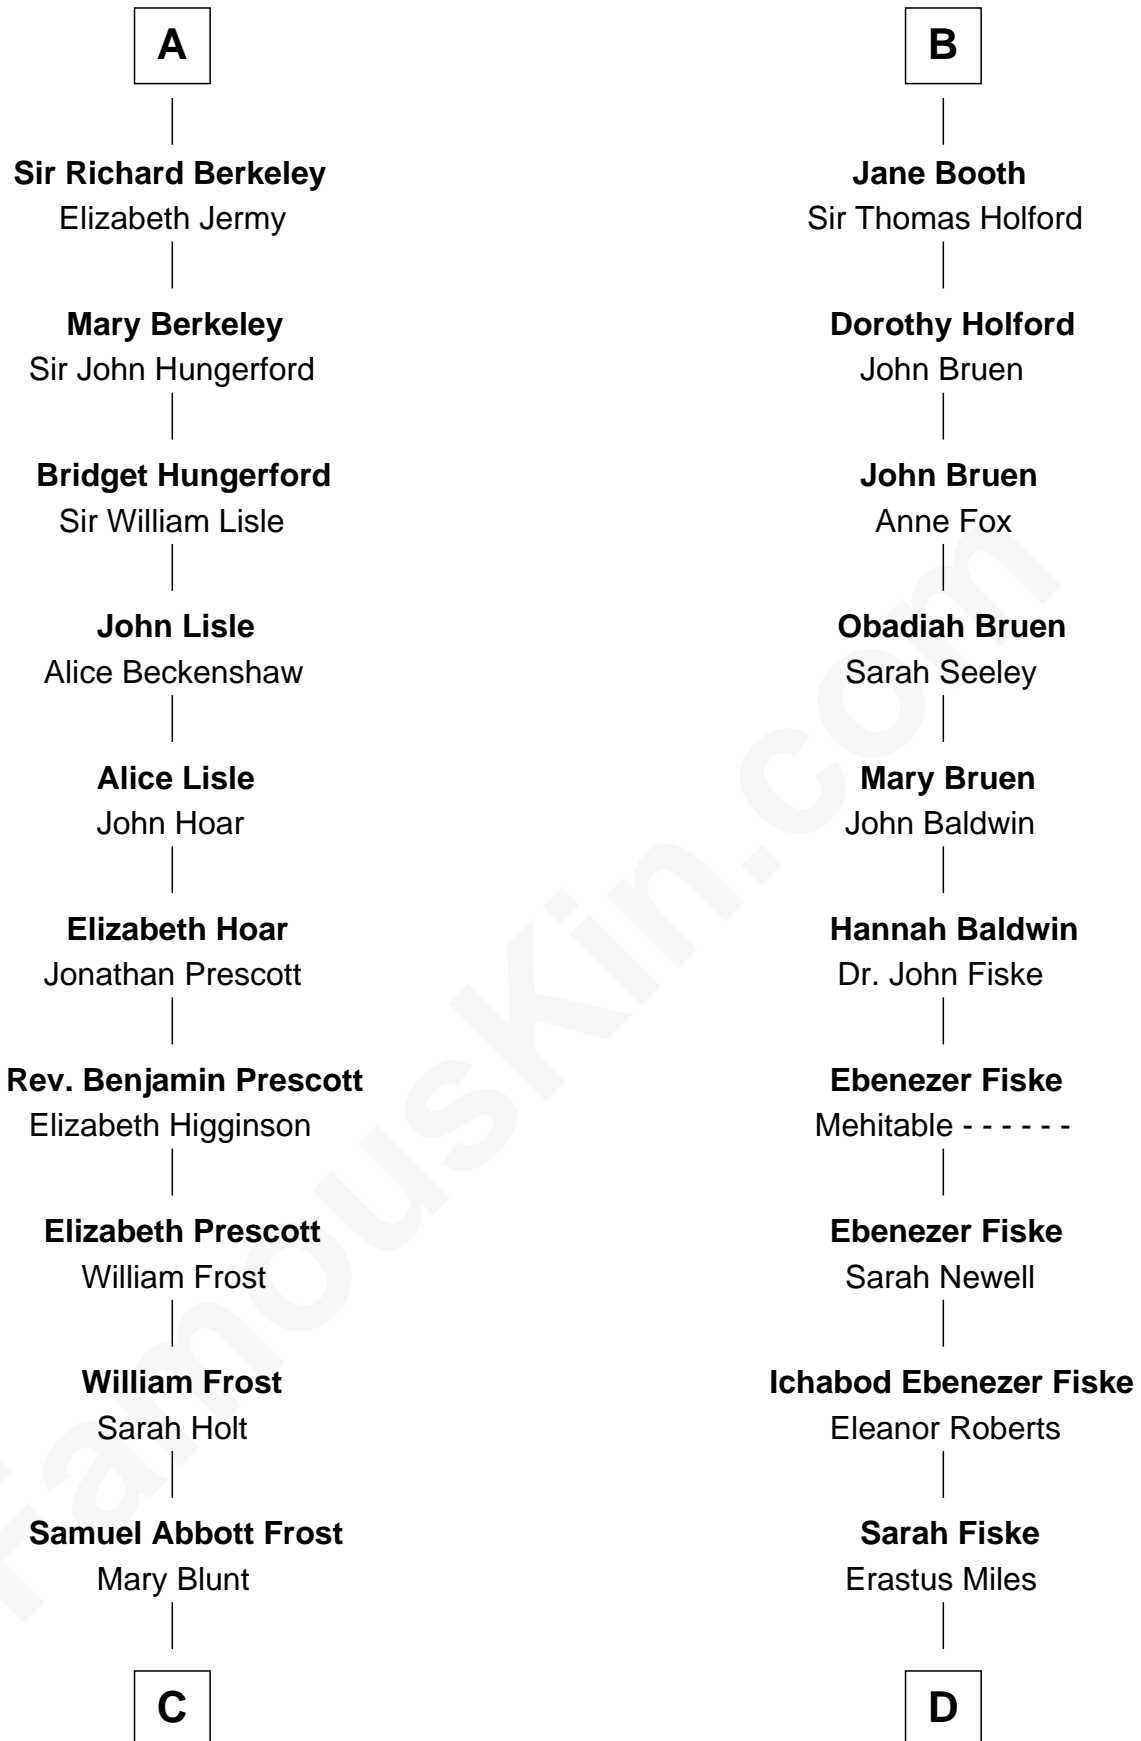 A
Sir Richard Berkeley
Elizabeth Jermy
Mary Berkeley
Sir John Hungerford
Bridget Hungerford
Sir William Lisle
John Lisle
Alice Beckenshaw
Alice Lisle
John Hoar
Elizabeth Hoar
Jonathan Prescott
Rev. Benjamin Prescott
Elizabeth Higginson
Elizabeth Prescott
William Frost
William Frost
Sarah Holt
Samuel Abbott Frost
Mary Blunt
C
B
Jane Booth
Sir Thomas Holford
Dorothy Holford
John Bruen
John Bruen
Anne Fox
Obadiah Bruen
Sarah Seeley
Mary Bruen
John Baldwin
Hannah Baldwin
Dr. John Fiske
Ebenezer Fiske
Mehitable - - - - - -
Ebenezer Fiske
Sarah Newell
Ichabod Ebenezer Fiske
Eleanor Roberts
Sarah Fiske
Erastus Miles
D
FamousKin.com